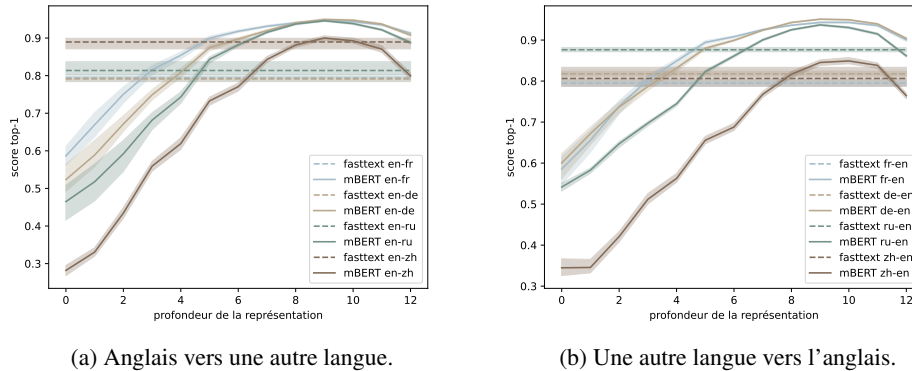 0.9
0.8
0.7
0.6
0.5
0.4
0.3
score top-1
0 2 4 6 8 10 12
profondeur de la représentation
fasttext en-fr
mBERT en-fr
fasttext en-de
mBERT en-de
fasttext en-ru
mBERT en-ru
fasttext en-zh
mBERT en-zh
(a) Anglais vers une autre langue.
0.9
0.8
0.7
0.6
0.5
0.4
0.3
score top-1
0 2 4 6 8 10 12
profondeur de la représentation
fasttext fr-en
mBERT fr-en
fasttext de-en
mBERT de-en
fasttext ru-en
mBERT ru-en
fasttext zh-en
mBERT zh-en
(b) Une autre langue vers l’anglais.